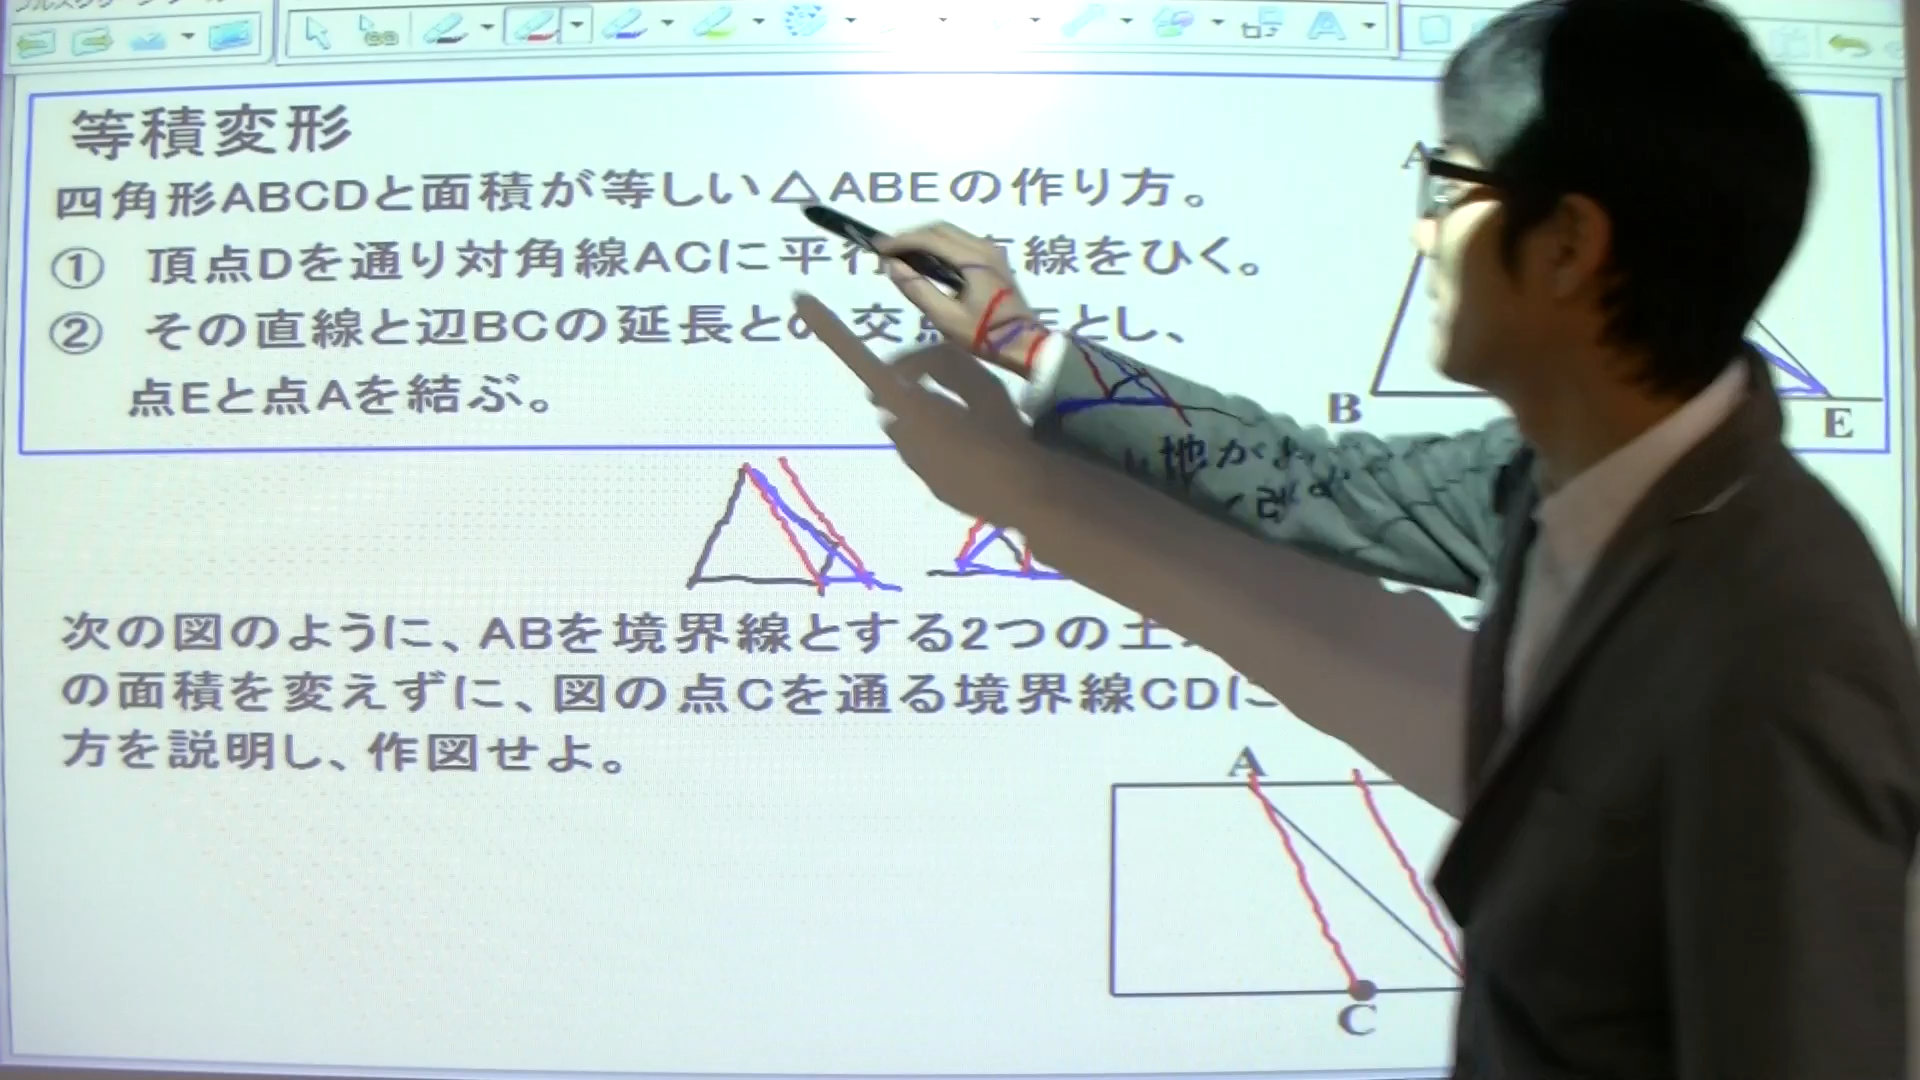 等積変形
四角形ABCDと面積が等しい△ABEの作り方。
① 頂点Dを通り対角線ACに平行 直線をひく。
② その直線と辺BCの延長との交点 Eとし、
点Eと点Aを結ぶ。
A
B
E
地が
次の図のように、ABを境界線とする2つの土
の面積を変えずに、図の点Cを通る境界線CDに
方を説明し、作図せよ。
A
C